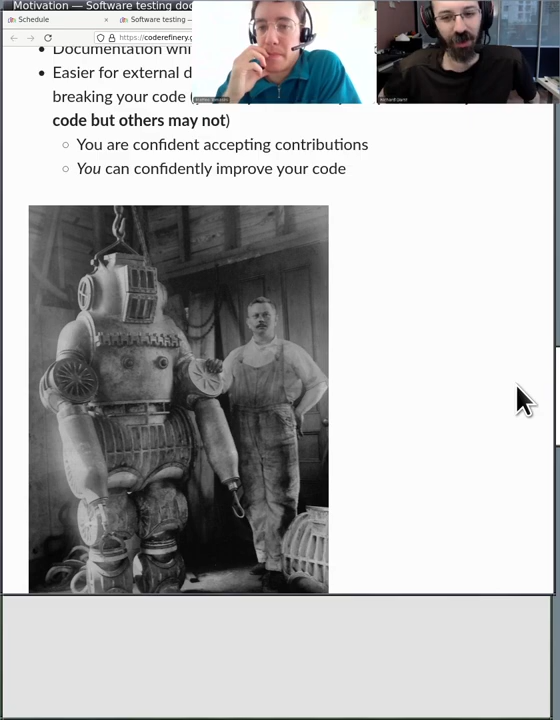 Motivation — Software testing doc
Schedule
Software testing —
https://coderefinery.g
Documentation whi
Easier for external d
breaking your code (
code but others may not)
You are confident accepting contributions
You can confidently improve your code